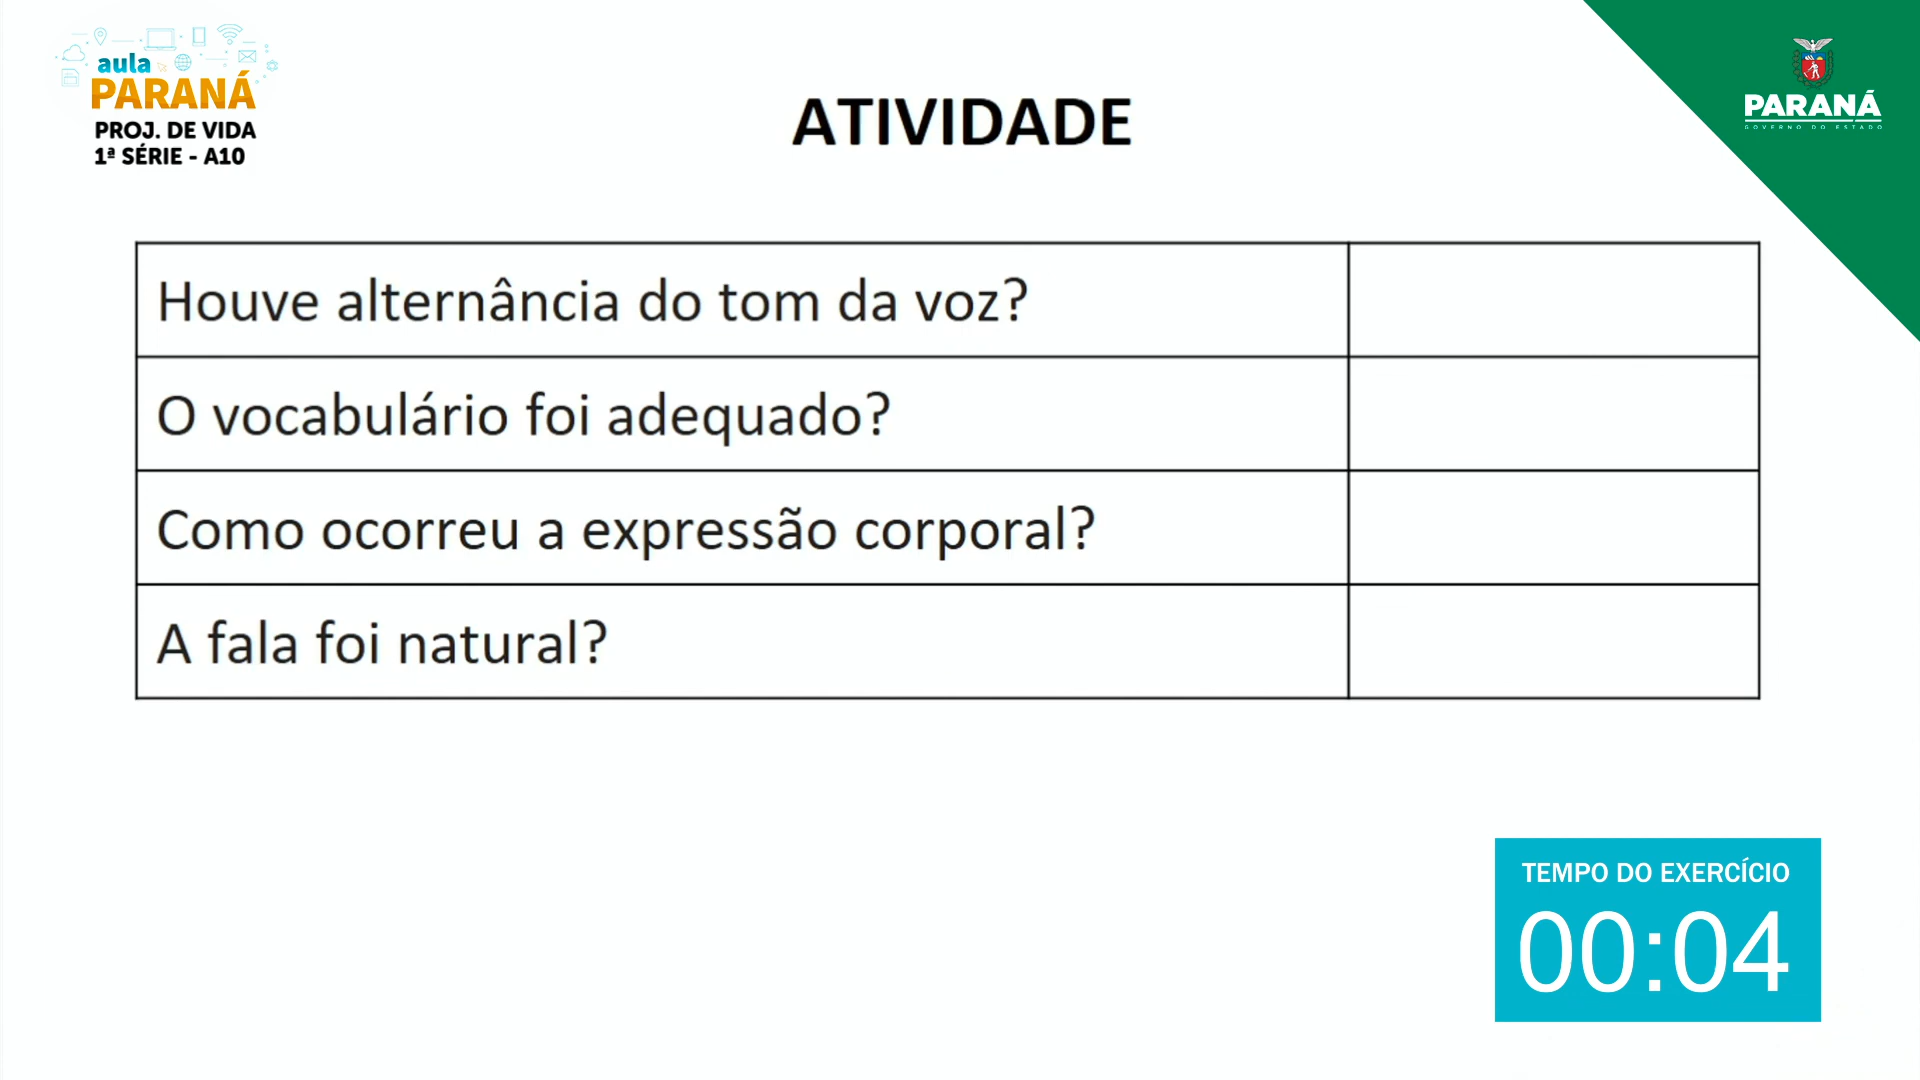 aula
PARANÁ
PROJ. DE VIDA
1ª SÉRIE - A10
ATIVIDADE
PARANÁ
GOVERNO DO ESTADO
Houve alternância do tom da voz?
O vocabulário foi adequado?
Como ocorreu a expressão corporal?
A fala foi natural?
TEMPO DO EXERCÍCIO
00:04